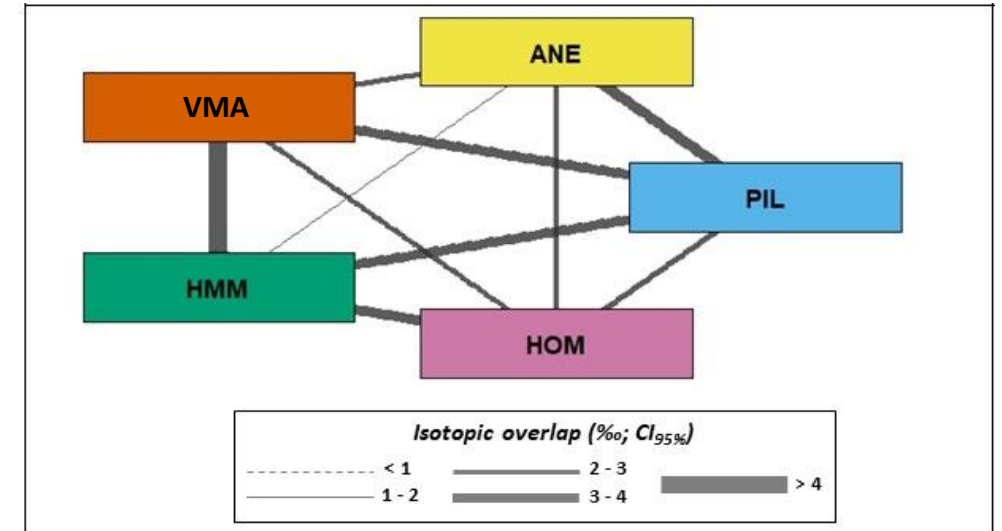 ANE
VMA
PIL
HMM
HOM
Isotopic overlap (‰; CI95%)
< 1
2 - 3
> 4
1 - 2
3 - 4